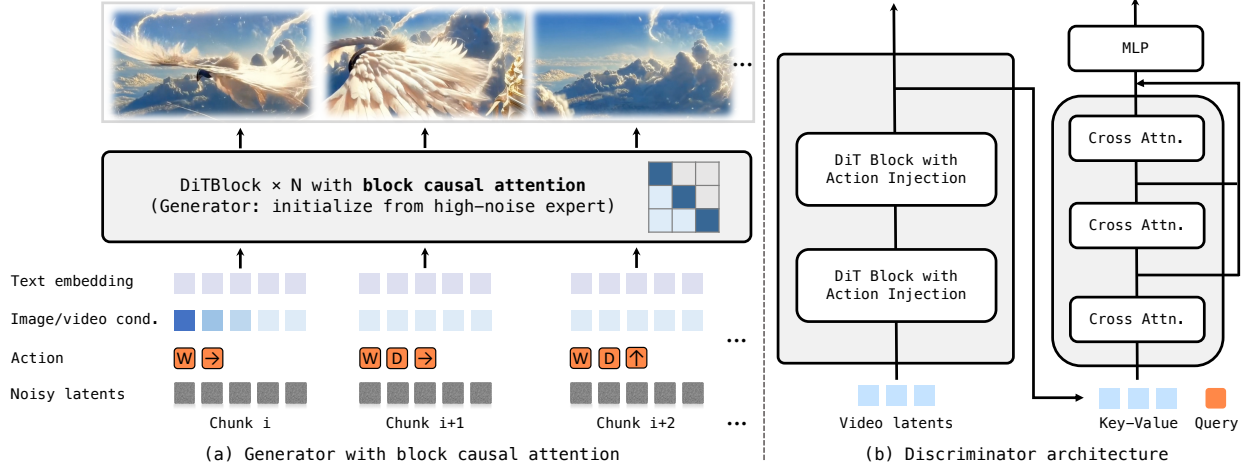 DiTBlock × N with block causal attention
(Generator: initialize from high-noise expert)
Text embedding
Image/video cond.
...
Action
W → W D → W D ↑
Noisy latents
Chunk i Chunk i+1 Chunk i+2 ...
(a) Generator with block causal attention
DiT Block with
Action Injection
DiT Block with
Action Injection
Video latents
MLP
Cross Attn.
Cross Attn.
Cross Attn.
Key-Value Query
(b) Discriminator architecture